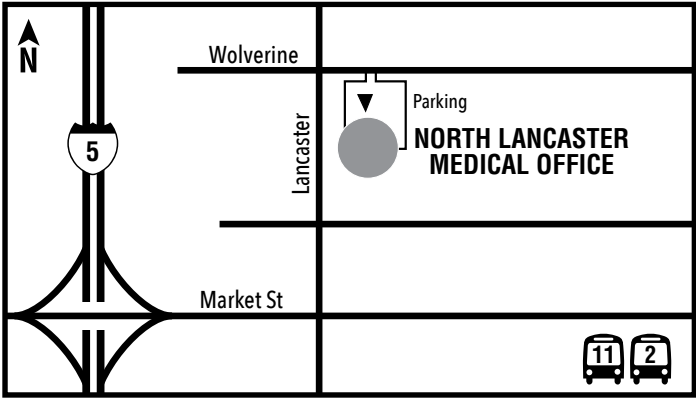 N
Wolverine
5
Lancaster
Parking
NORTH LANCASTER
MEDICAL OFFICE
Market St
11
2